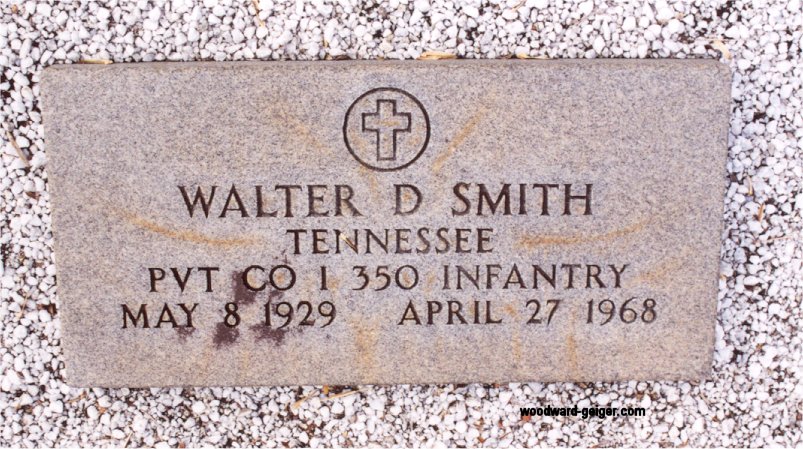 WALTER D SMITH
TENNESSEE
PVT CO I 350 INFANTRY
MAY 8 1929 APRIL 27 1968
woodward-geiger.com